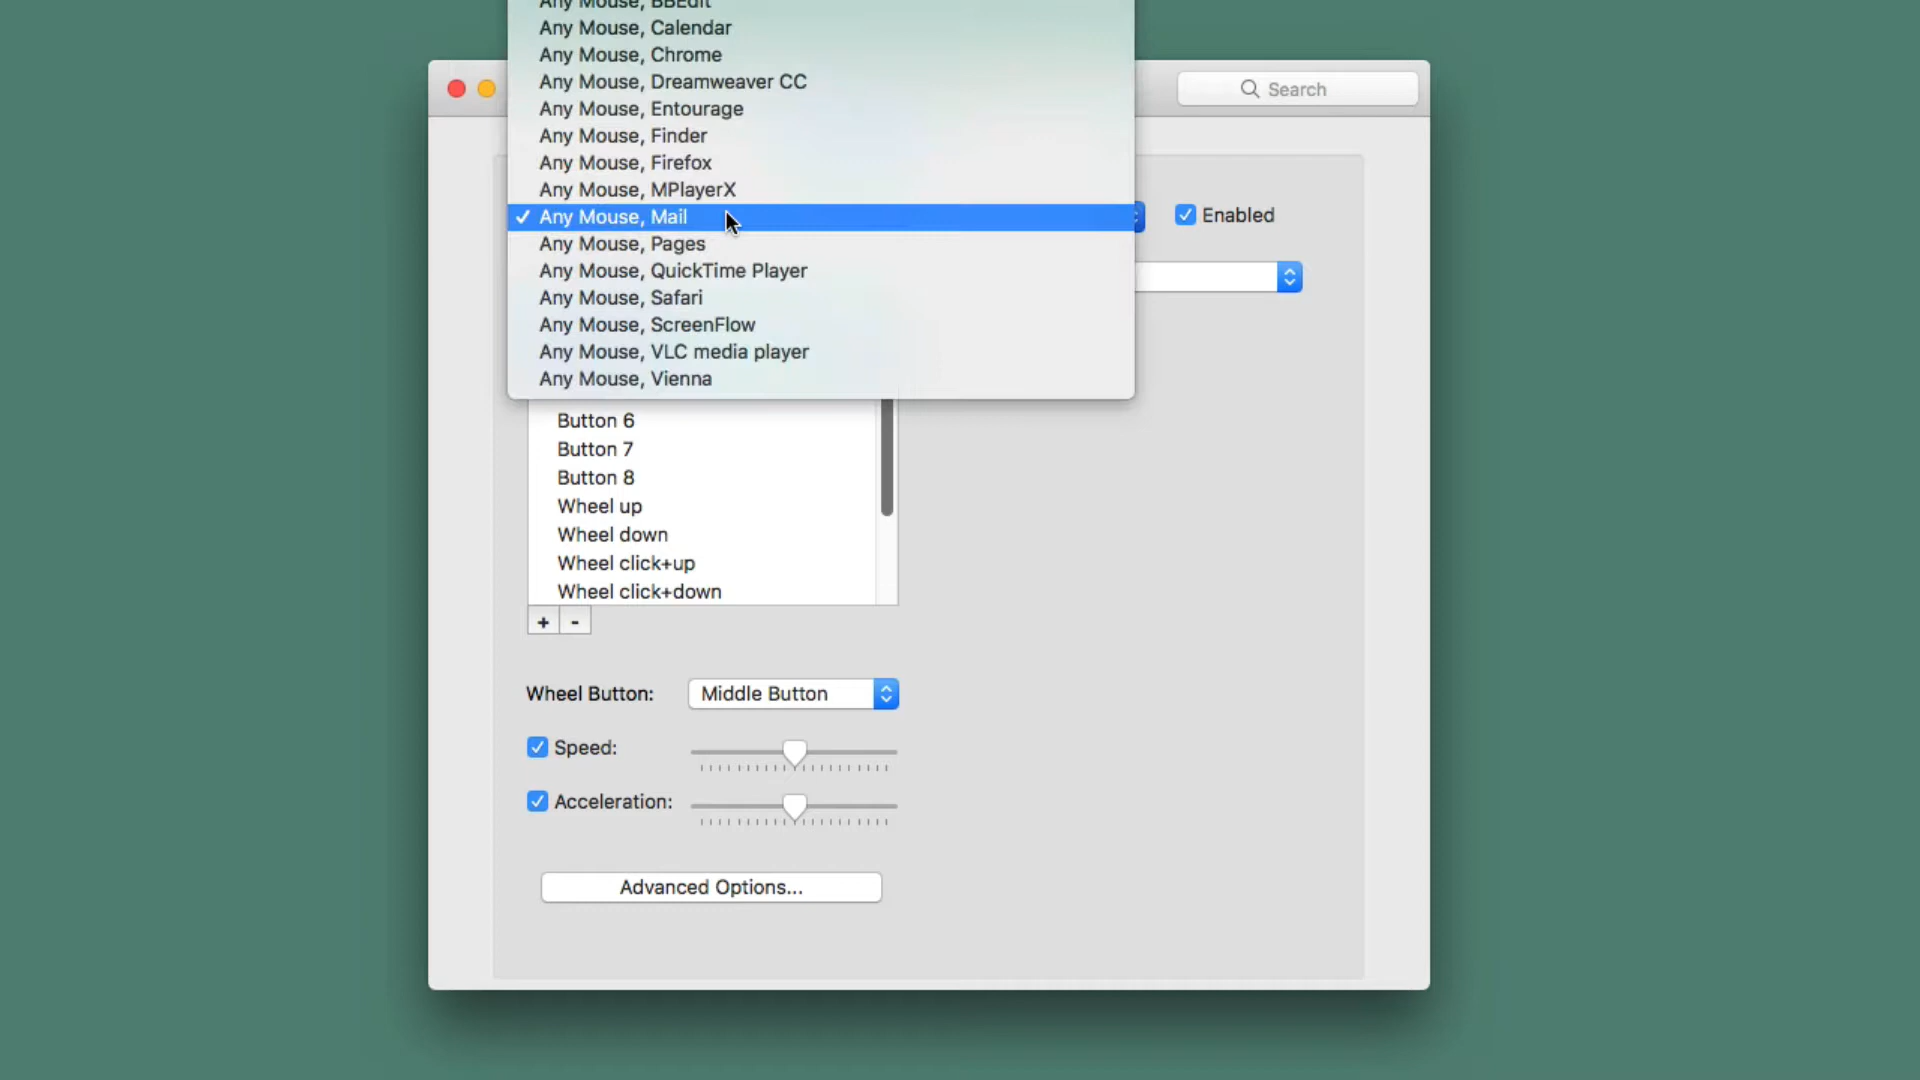 Any Mouse, BBEdit
Any Mouse, Calendar
Any Mouse, Chrome
Search
Any Mouse, Dreamweaver CC
Any Mouse, Entourage
Any Mouse, Finder
Any Mouse, Firefox
Any Mouse, MPlayerX
✓ Any Mouse, Mail
Enabled
Any Mouse, Pages
Any Mouse, QuickTime Player
Any Mouse, Safari
Any Mouse, ScreenFlow
Any Mouse, VLC media player
Any Mouse, Vienna
Button 6
Button 7
Button 8
Wheel up
Wheel down
Wheel click+up
Wheel click+down
+ -
Wheel Button: Middle Button
Speed:
Acceleration:
Advanced Options...